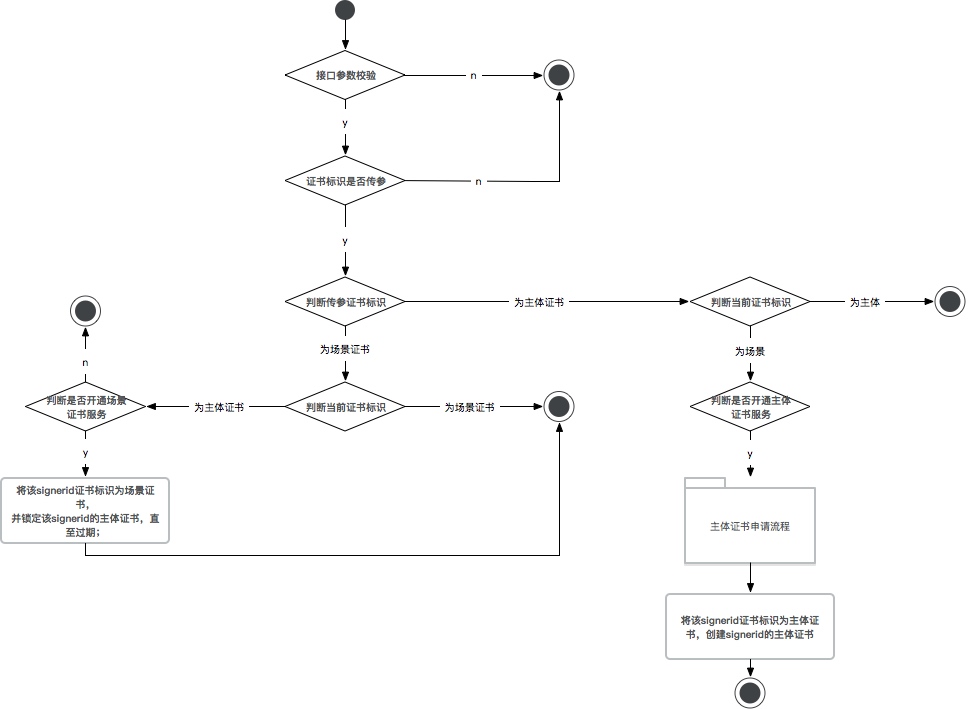 接口参数校验
n
y
证书标识是否传参
n
y
判断传参证书标识
为主体证书
判断当前证书标识
为主体
为场景证书
为场景
n
判断是否开通场景
证书服务
为主体证书
判断当前证书标识
为场景证书
判断是否开通主体
证书服务
y
y
将该signerid证书标识为场景证
书，
并锁定该signerid的主体证书，直
至过期；
主体证书申请流程
将该signerid证书标识为主体证
书，创建signerid的主体证书